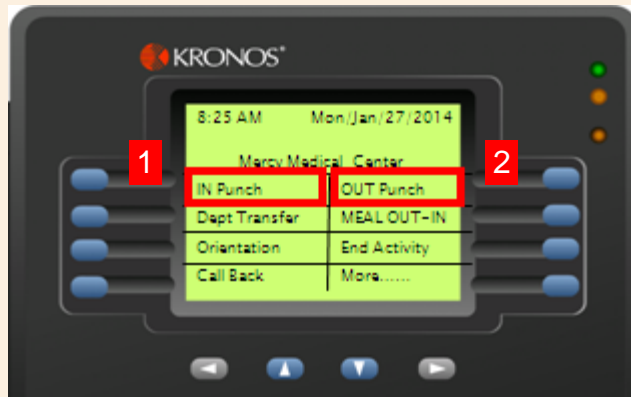 KRONOS
8:25 AM Mon/Jan/27/2014
1
Mercy Medical Center
2
IN Punch OUT Punch
Dept Transfer MEAL OUT-IN
Orientation End Activity
Call Back More......